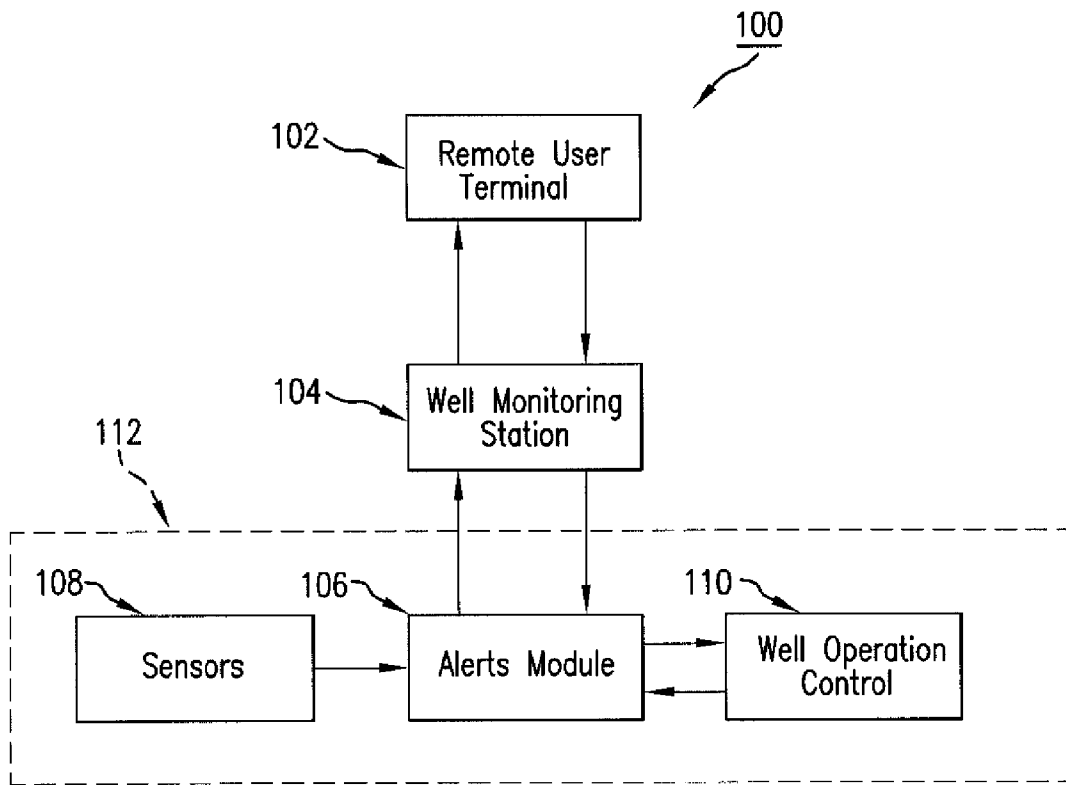 100
102
Remote User
Terminal
104
Well Monitoring
Station
112
108
106
110
Sensors
Alerts Module
Well Operation
Control